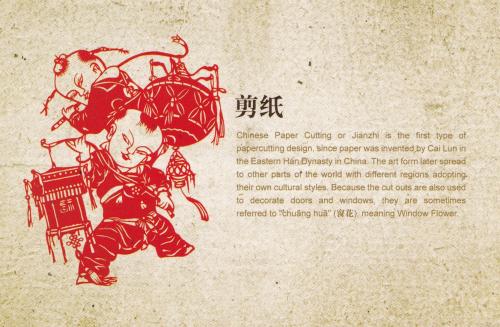 剪纸
Chinese Paper Cutting or Jianzhi is the first type of
papercutting design, since paper was invented by Cai Lun in
the Eastern Han Dynasty in China. The art form later spread
to other parts of the world with different regions adopting
their own cultural styles. Because the cut outs are also used
to decorate doors and windows, they are sometimes
referred to "chuāng huā" (窗花) meaning Window Flower.